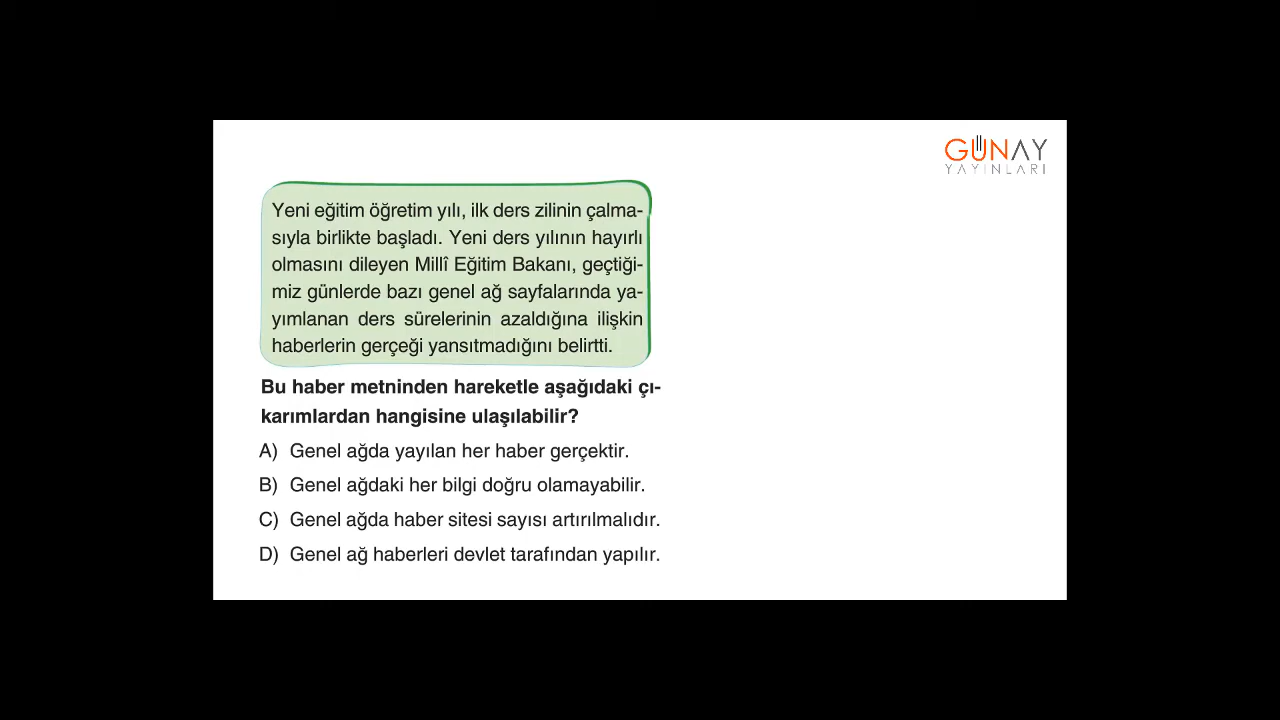 GÜNAY
YAYINLARI
Yeni eğitim öğretim yılı, ilk ders zilinin çalma-
sıyla birlikte başladı. Yeni ders yılının hayırlı
olmasını dileyen Millî Eğitim Bakanı, geçtiği-
miz günlerde bazı genel ağ sayfalarında ya-
yımlanan ders sürelerinin azaldığına ilişkin
haberlerin gerçeği yansıtmadığını belirtti.
Bu haber metninden hareketle aşağıdaki çı-
karımlardan hangisine ulaşılabilir?
A) Genel ağda yayılan her haber gerçektir.
B) Genel ağdaki her bilgi doğru olamayabilir.
C) Genel ağda haber sitesi sayısı artırılmalıdır.
D) Genel ağ haberleri devlet tarafından yapılır.